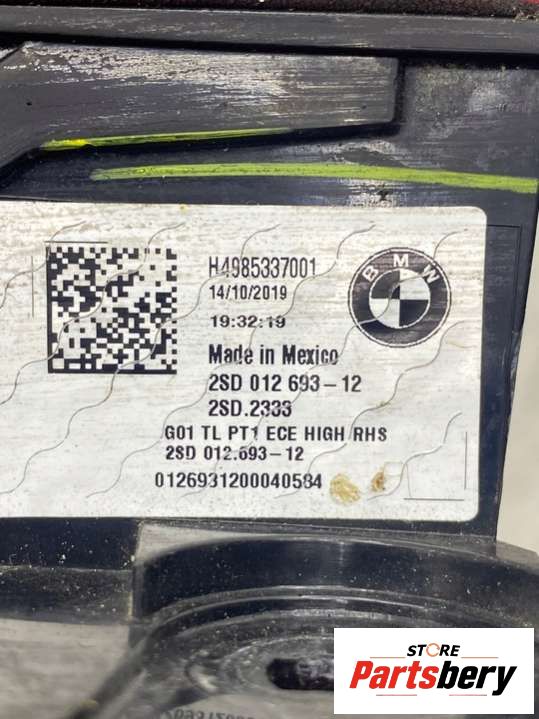 H4985337001
14/10/2019
19:32:19
BMW
Made in Mexico
2SD 012 693-12
2SD.2333
G01 TL PT1 ECE HIGH RHS
2SD 012.693-12
0126931200040584
STORE
Partsbery